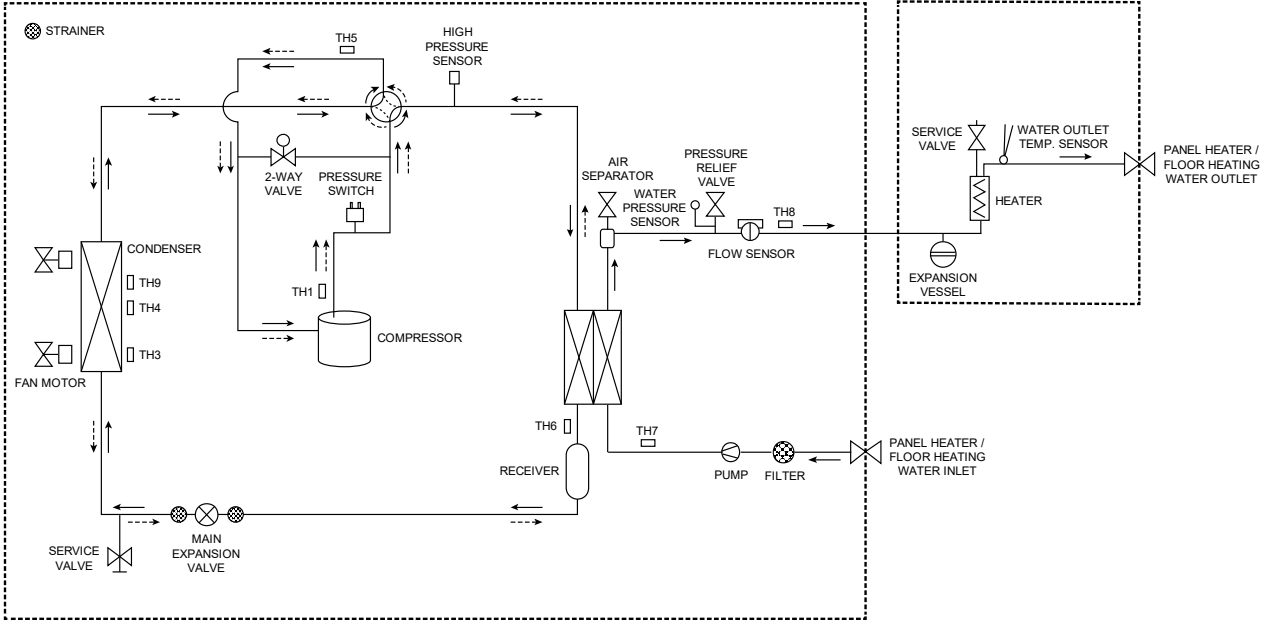 STRAINER
TH5
HIGH
PRESSURE
SENSOR
2-WAY
VALVE
PRESSURE
SWITCH
AIR
SEPARATOR
WATER
PRESSURE
SENSOR
PRESSURE
RELIEF
VALVE
TH8
FLOW SENSOR
SERVICE
VALVE
WATER OUTLET
TEMP. SENSOR
PANEL HEATER /
FLOOR HEATING
WATER OUTLET
HEATER
EXPANSION
VESSEL
CONDENSER
TH9
TH4
TH3
FAN MOTOR
TH1
COMPRESSOR
TH6
TH7
RECEIVER
PUMP
FILTER
PANEL HEATER /
FLOOR HEATING
WATER INLET
SERVICE
VALVE
MAIN
EXPANSION
VALVE